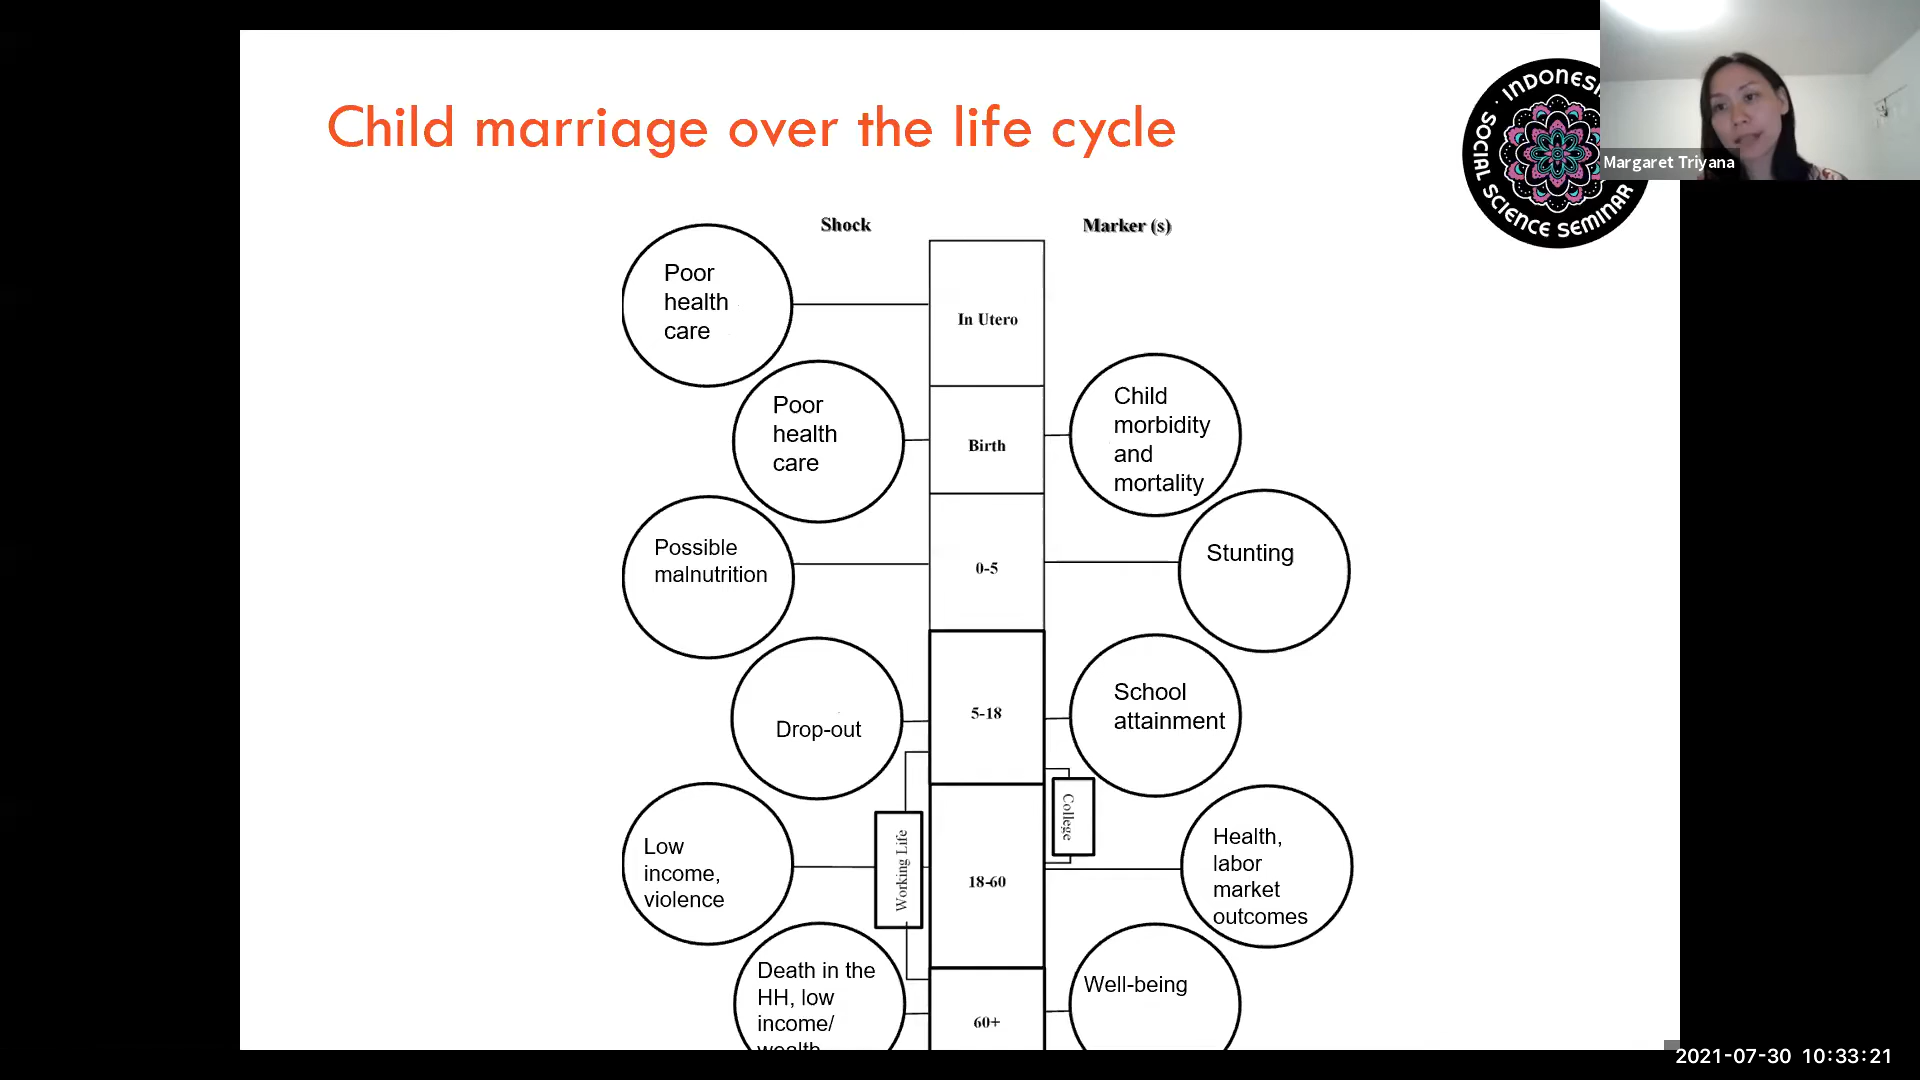 Child marriage over the life cycle
INDONES
SOCIAL SCIENCE SEMINAR
Margaret Triyana
Shock
Marker (s)
Poor
health
care
In Utero
Poor
health
care
Birth
Child
morbidity
and
mortality
Possible
malnutrition
0-5
Stunting
Drop-out
5-18
School
attainment
College
Working Life
Low
income,
violence
18-60
Health,
labor
market
outcomes
Death in the
HH, low
income/
wealth
60+
Well-being
2021-07-30 10:33:21